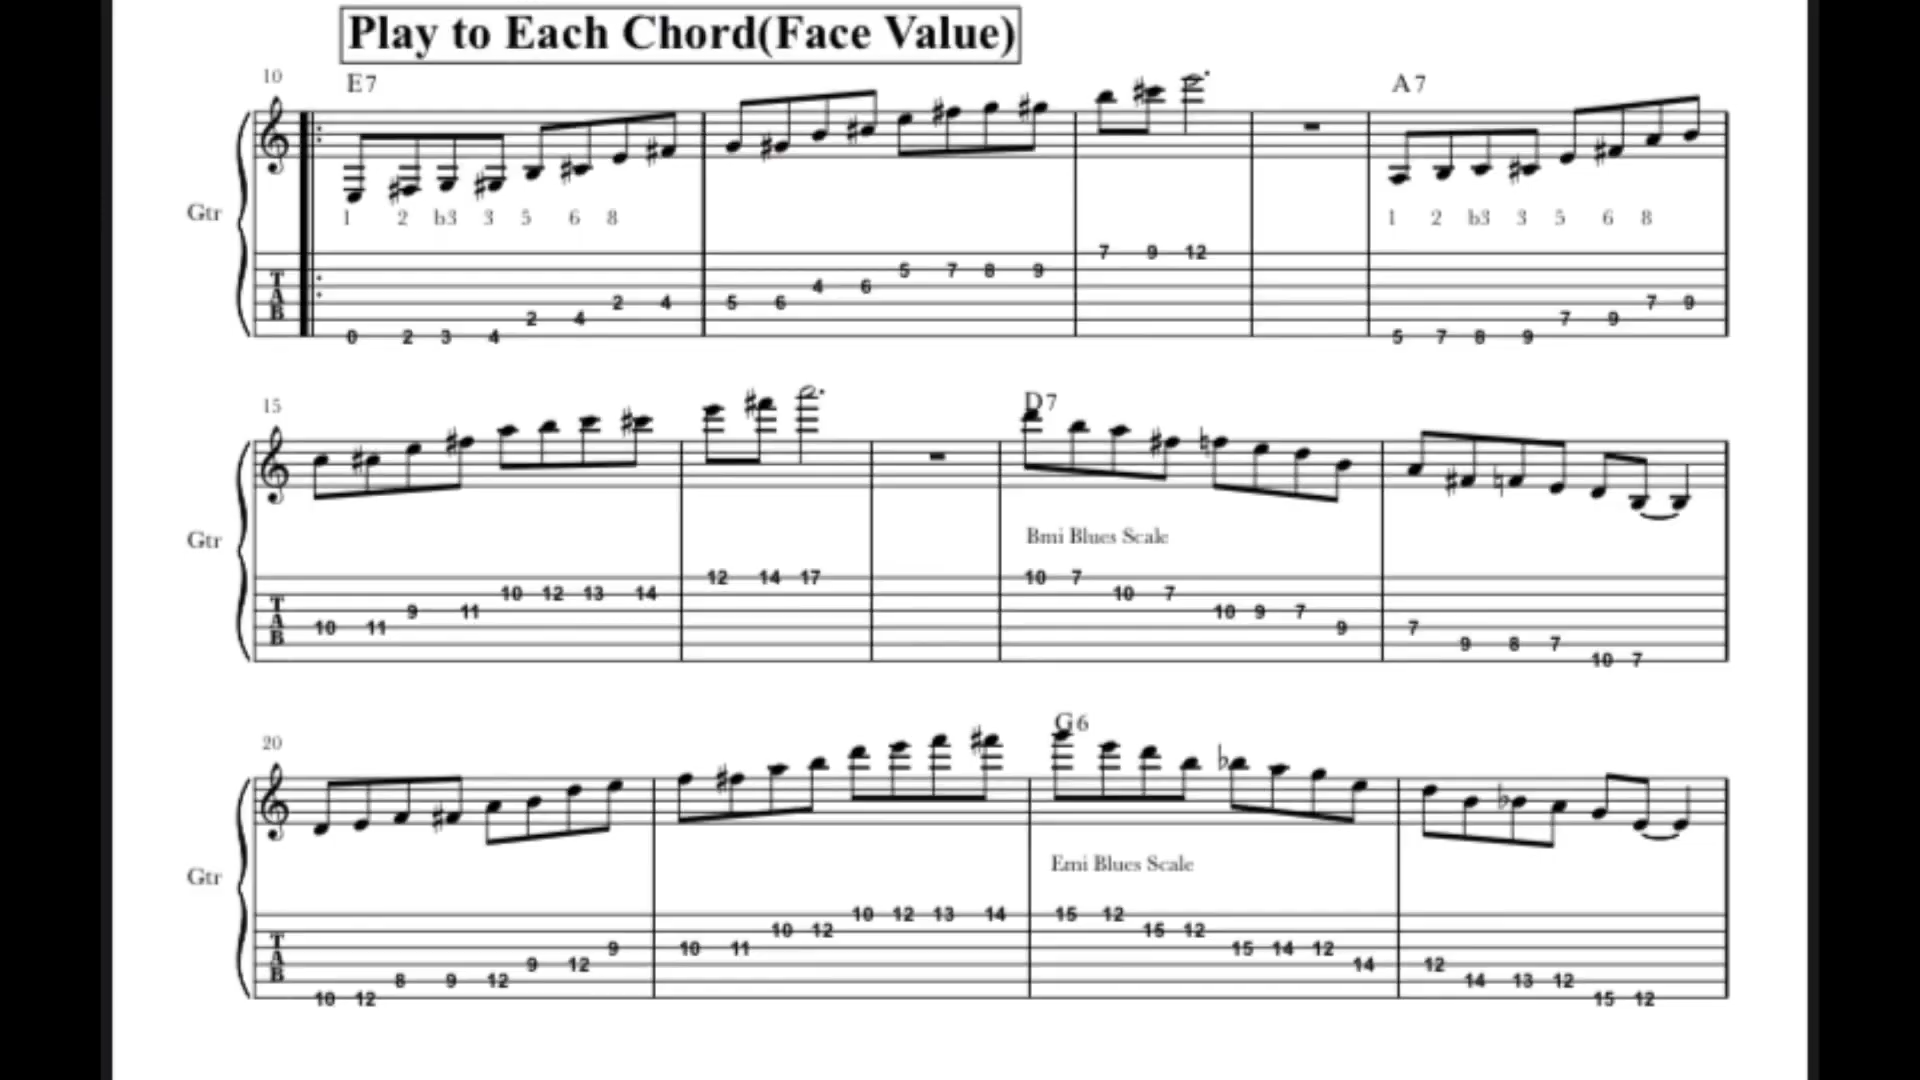 Play to Each Chord(Face Value)
10 E7 A7
Gtr
1 2 b3 3 5 6 8 1 2 b3 3 5 6 8
7 9 12
5 7 8 9
4 6
TAB
2 4 5 6 7 9
2 4 7 9
0 2 3 4 5 7 8 9
15 D7
Gtr
Bmi Blues Scale
12 14 17 10 7
10 12 13 14 10 7
9 11 10 9 7
TAB
10 11 9 7
9 8 7
10 7
20 G6
Gtr
Emi Blues Scale
10 12 13 14 15 12
10 12 15 12
9 10 11 15 14 12
TAB
9 12 14 12
8 9 12 14 13 12
10 12 15 12